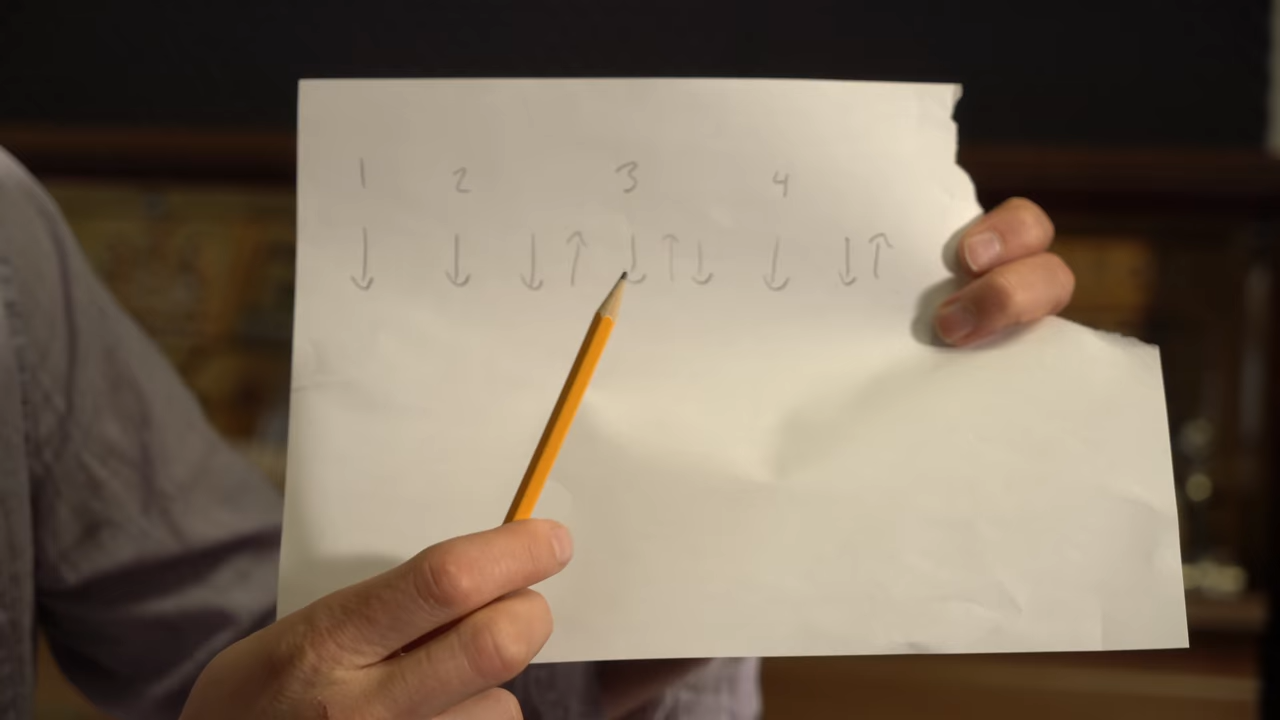 1 2 3 4
↓ ↓ ↓ ↑ ↓ ↑ ↓ ↓ ↓ ↑